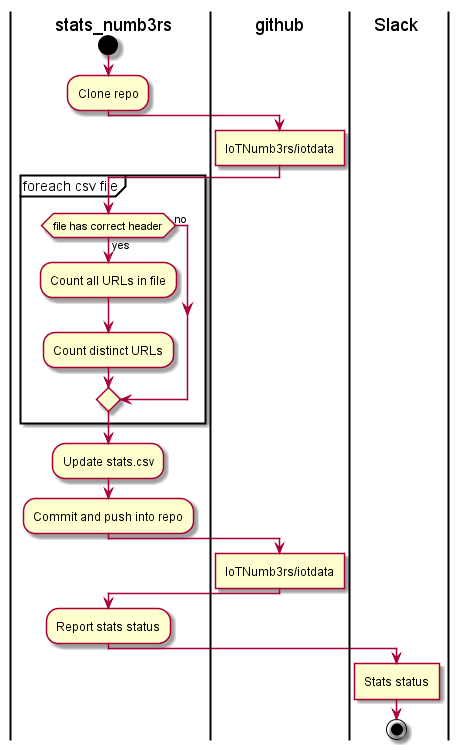 stats_numb3rs
github
Slack
Clone repo
IoTNumb3rs/iotdata
foreach csv file
file has correct header
no
yes
Count all URLs in file
Count distinct URLs
Update stats.csv
Commit and push into repo
IoTNumb3rs/iotdata
Report stats status
Stats status